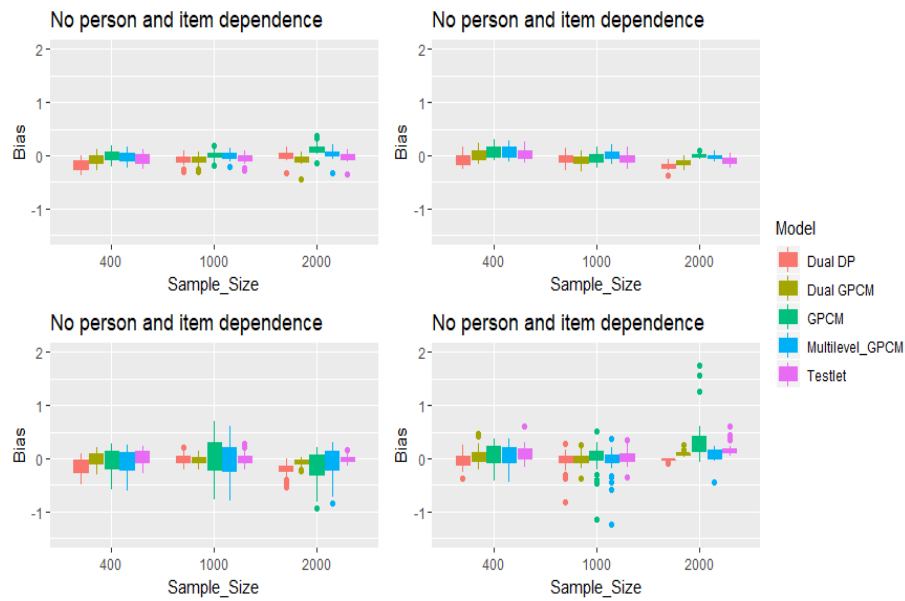 No person and item dependence
2
1
0
-1
Bias
400
1000
2000
Sample_Size
No person and item dependence
2
1
0
-1
Bias
400
1000
2000
Sample_Size
No person and item dependence
2
1
0
-1
Bias
400
1000
2000
Sample_Size
No person and item dependence
2
1
0
-1
Bias
400
1000
2000
Sample_Size
Model
Dual DP
Dual GPCM
GPCM
Multilevel_GPCM
Testlet